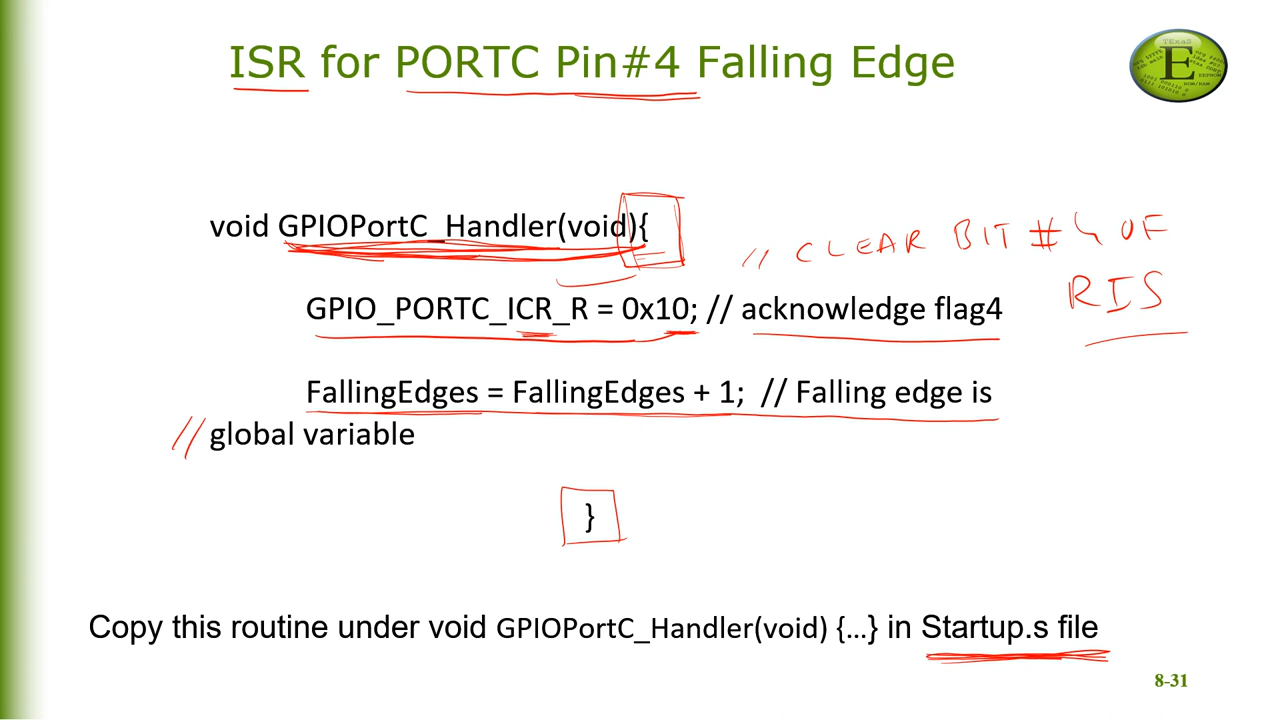 ISR for PORTC Pin#4 Falling Edge
TExaS
E
void GPIOPortC_Handler(void){
// CLEAR BIT #4 OF
RIS
GPIO_PORTC_ICR_R = 0x10; // acknowledge flag4
FallingEdges = FallingEdges + 1; // Falling edge is
// global variable
}
Copy this routine under void GPIOPortC_Handler(void) {...} in Startup.s file
8-31